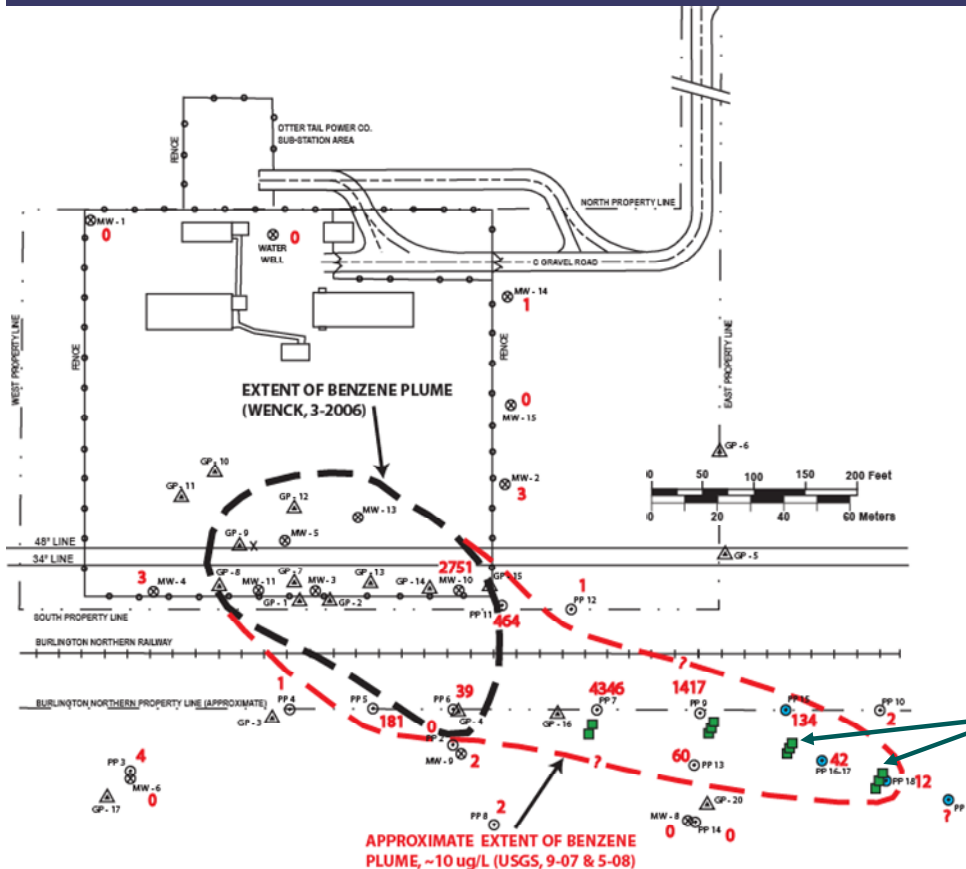 OTTER TAIL POWER CO.
SUB-STATION AREA
FENCE
NORTH PROPERTY LINE
MW - 1
0
WATER
WELL
0
C GRAVEL ROAD
MW - 14
1
WEST PROPERTY LINE
FENCE
FENCE
EAST PROPERTY LINE
EXTENT OF BENZENE PLUME
(WENCK, 3-2006)
0
MW - 15
GP - 6
GP - 10
GP - 11
GP - 12
MW - 13
MW - 2
3
50 100 150 200 Feet
20 40 60 Meters
GP - 9
X
MW - 5
48" LINE
34" LINE
GP - 5
3
MW - 4
GP - 8
MW - 11
GP - 7
MW - 3
GP - 13
GP - 14
2751
MW - 10
GP - 15
GP - 1
GP - 2
PP 11
464
1
PP 12
SOUTH PROPERTY LINE
BURLINGTON NORTHERN RAILWAY
?
1
BURLINGTON NORTHERN PROPERTY LINE (APPROXIMATE)
PP 4
GP - 3
PP 5
181
PP 6
39
GP - 4
GP - 16
4346
PP 7
1417
PP 9
PP 15
134
PP 10
2
0
PP 2
MW - 9
2
?
60
PP 13
42
PP 16-17
PP 18
12
PP
?
4
PP 3
MW - 6
0
GP - 17
PP 8
2
GP - 20
MW - 8
0
PP 14
0
APPROXIMATE EXTENT OF BENZENE
PLUME, ~10 ug/L (USGS, 9-07 & 5-08)